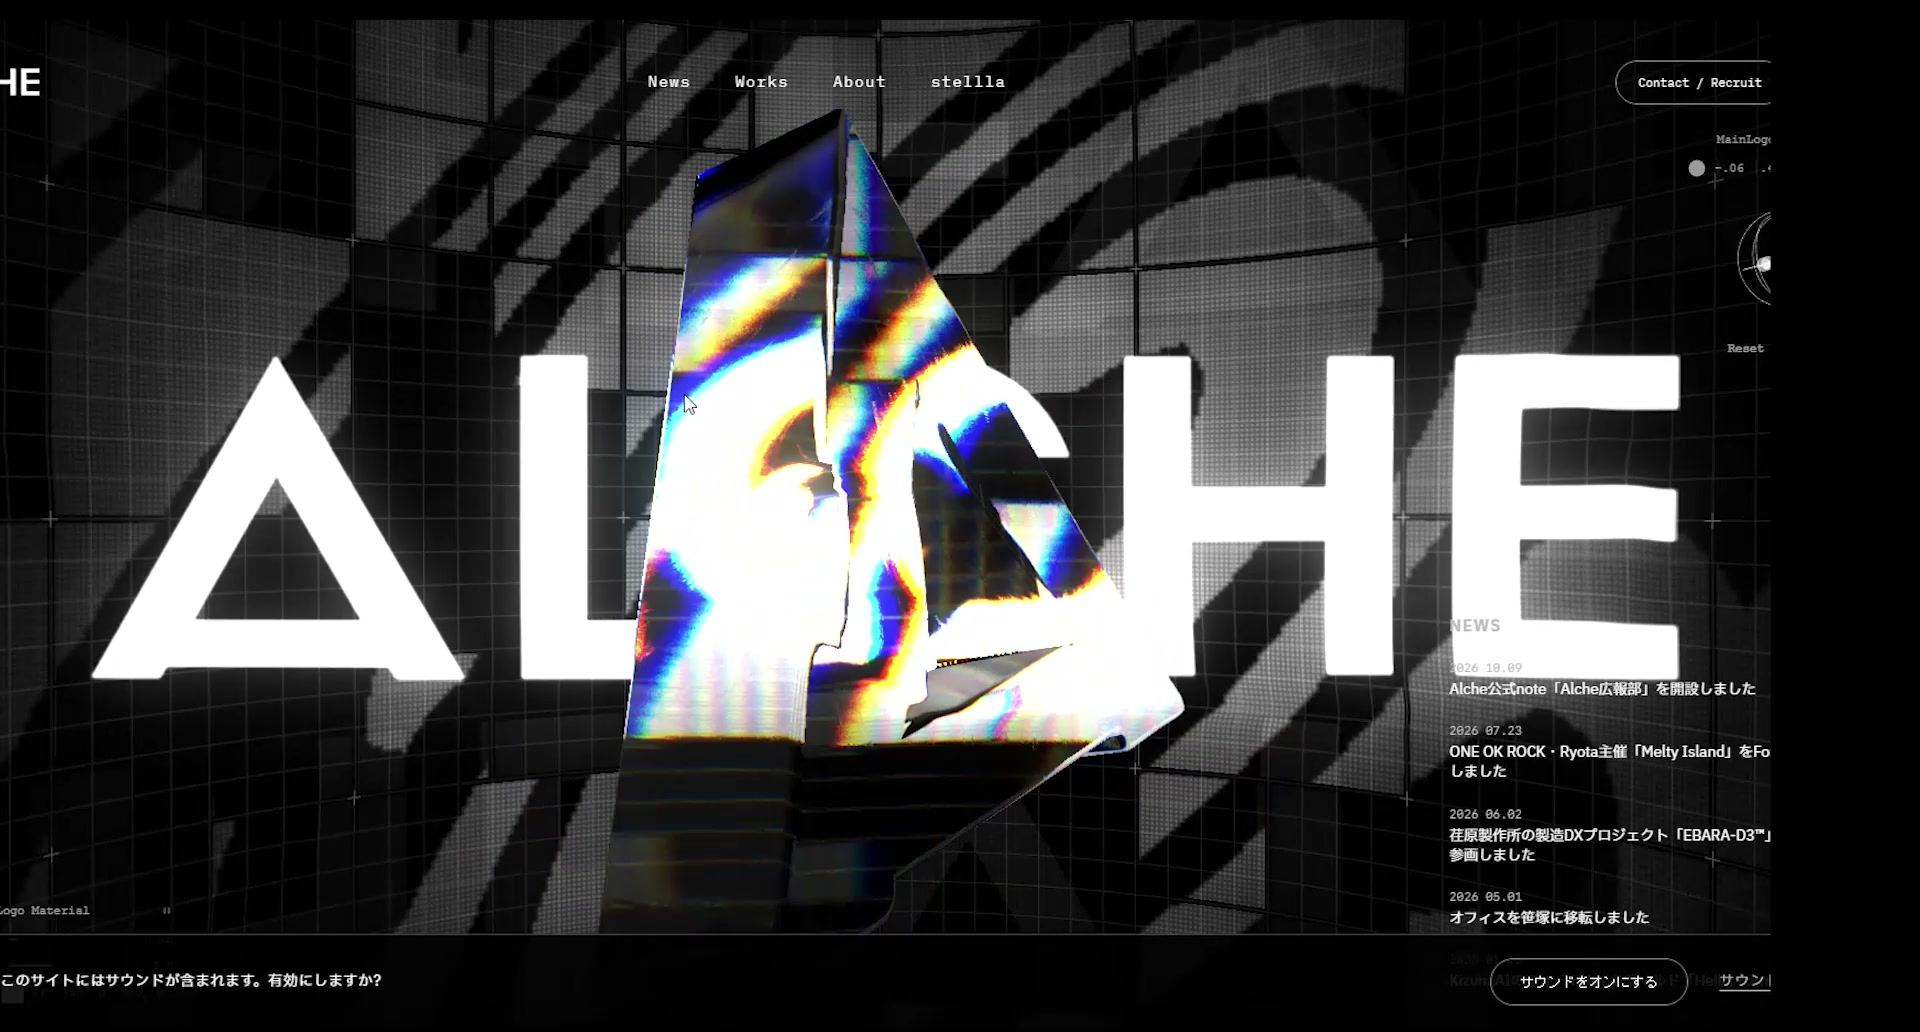 HE
News Works About stellla
Contact / Recruit
MainLogo
-.06
Reset
ALCHE
NEWS
2026 10.09
Alche公式note「Alche広報部」を開設しました
2026 07.23
ONE OK ROCK・Ryota主催「Melty Island」をFo
しました
2026 06.02
荏原製作所の製造DXプロジェクト「EBARA-D3™」
参画しました
2026 05.01
オフィスを笹塚に移転しました
Logo Material
このサイトにはサウンドが含まれます。有効にしますか?
サウンドをオンにする
サウン